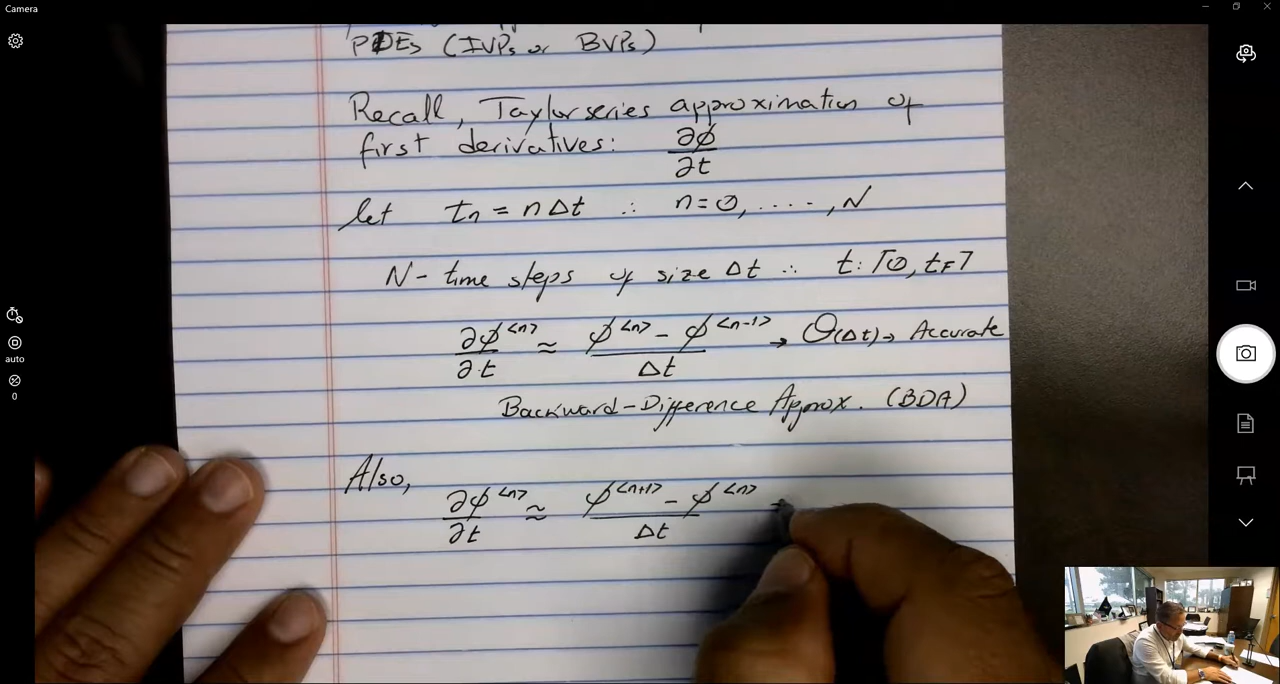 Camera
PDEs (IVPs or BVPs)
Recall, Taylor series approximation of
first derivatives: ∂φ/∂t
let tn = nΔt ∴ n=0,....,N
N- time steps of size Δt ∴ t: [0, tF]
∂φ<n>/∂t ≈ (φ<n> - φ<n-1>)/Δt → O(Δt) → Accurate
Backward-Difference Approx. (BDA)
Also,
∂φ<n>/∂t ≈ (φ<n+1> - φ<n>)/Δt
auto
0